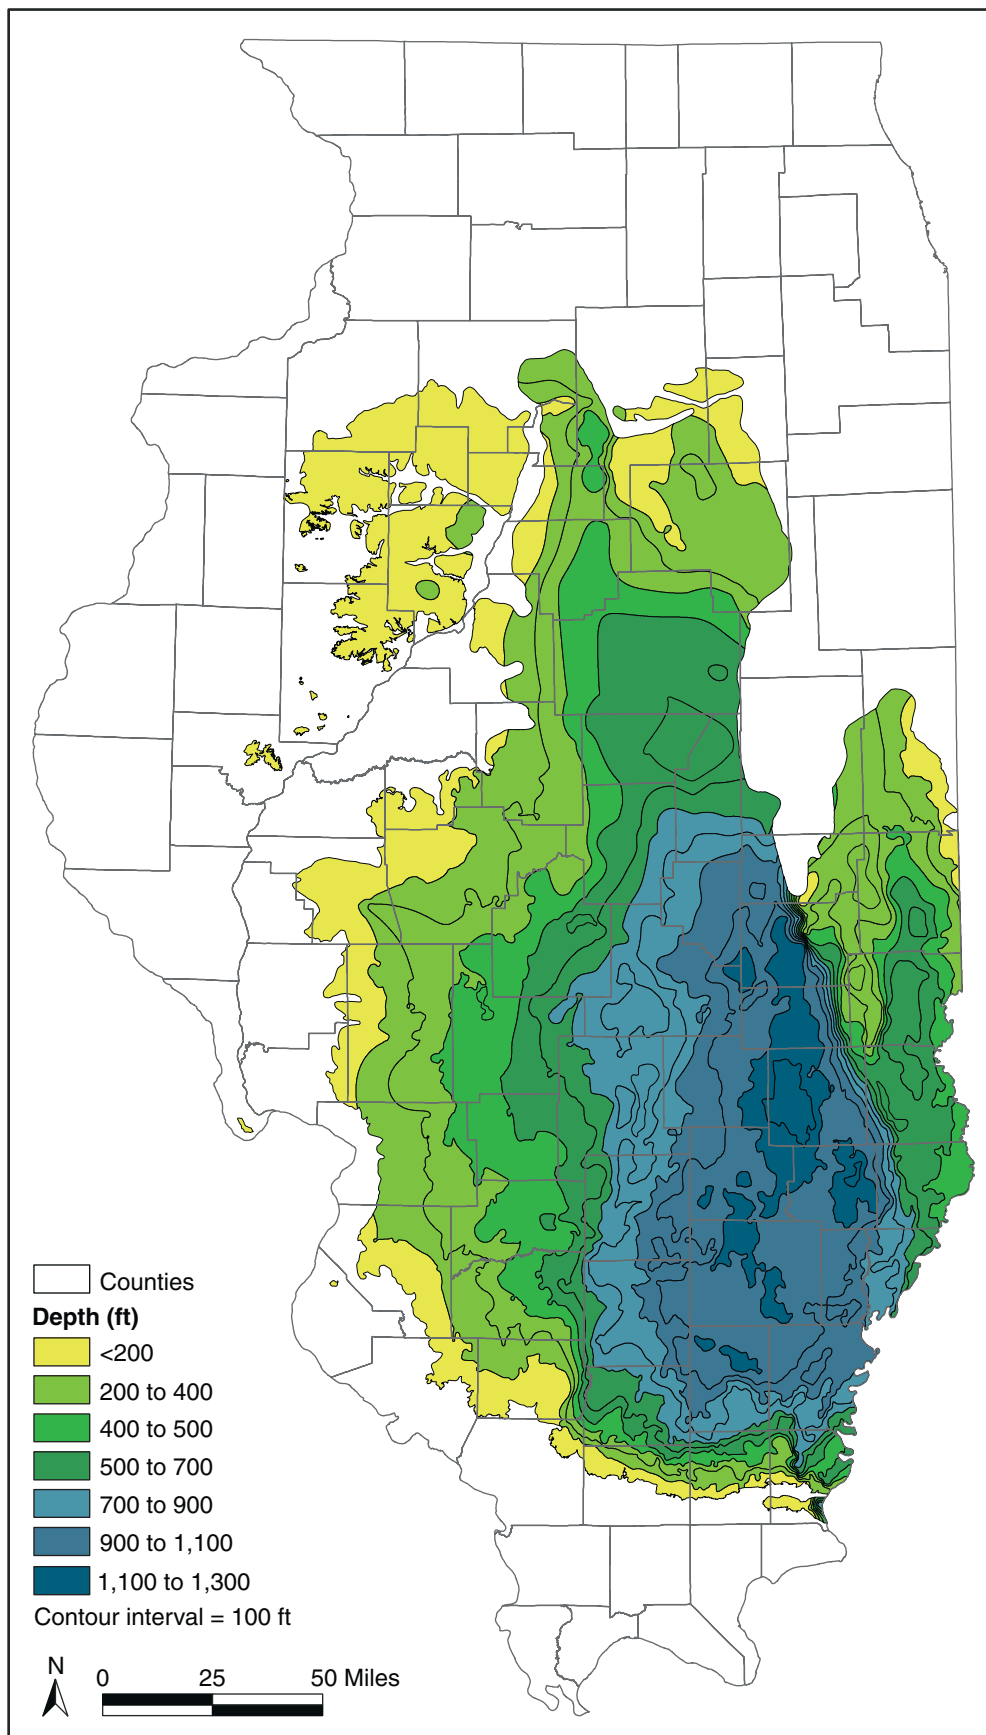 Counties
Depth (ft)
<200
200 to 400
400 to 500
500 to 700
700 to 900
900 to 1,100
1,100 to 1,300
Contour interval = 100 ft
N
0 25 50 Miles